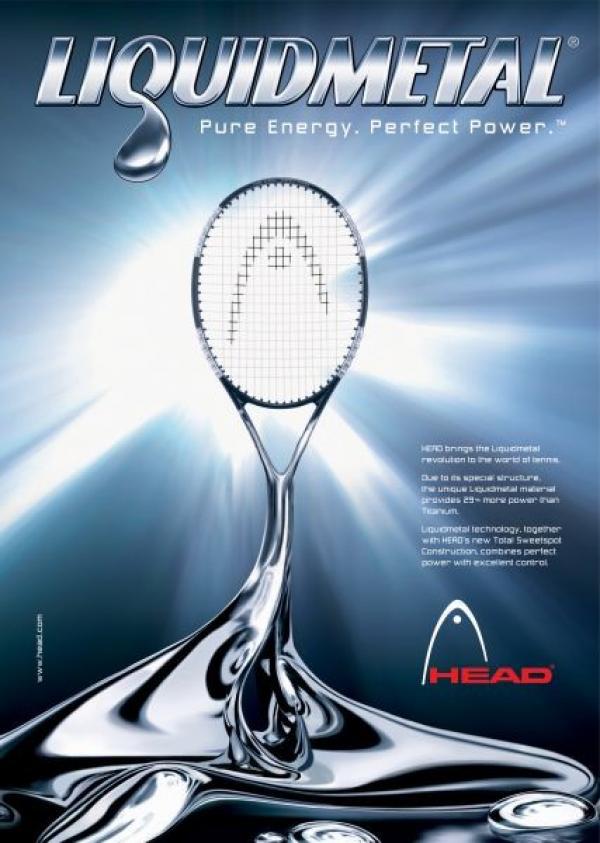 LIQUIDMETAL®
Pure Energy. Perfect Power.™
HEAD brings the Liquidmetal
revolution to the world of tennis.
Due to its special structure,
the unique Liquidmetal material
provides 29% more power than
Titanium.
Liquidmetal technology, together
with HEAD's new Total Sweetspot
Construction, combines perfect
power with excellent control.
www.head.com
HEAD®